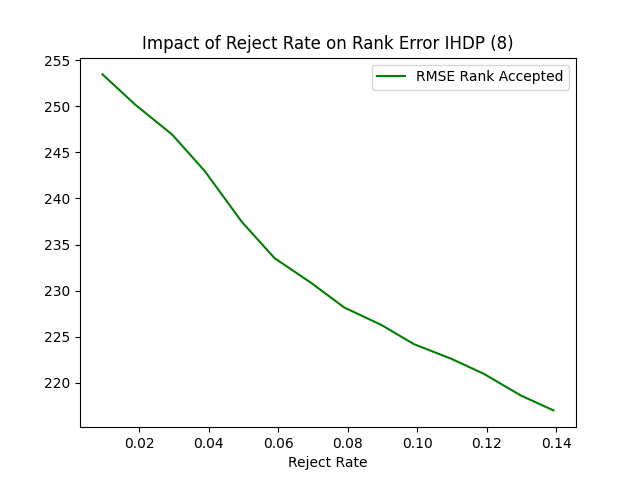 Impact of Reject Rate on Rank Error IHDP (8)
RMSE Rank Accepted
255
250
245
240
235
230
225
220
0.02 0.04 0.06 0.08 0.10 0.12 0.14
Reject Rate